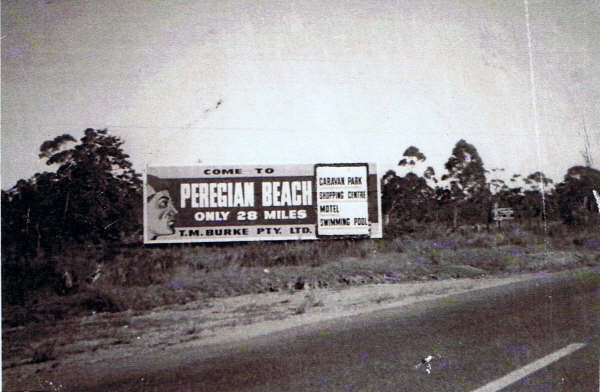 COME TO
PEREGIAN BEACH
ONLY 28 MILES
T.M. BURKE PTY. LTD.
CARAVAN PARK
SHOPPING CENTRE
MOTEL
SWIMMING POOL